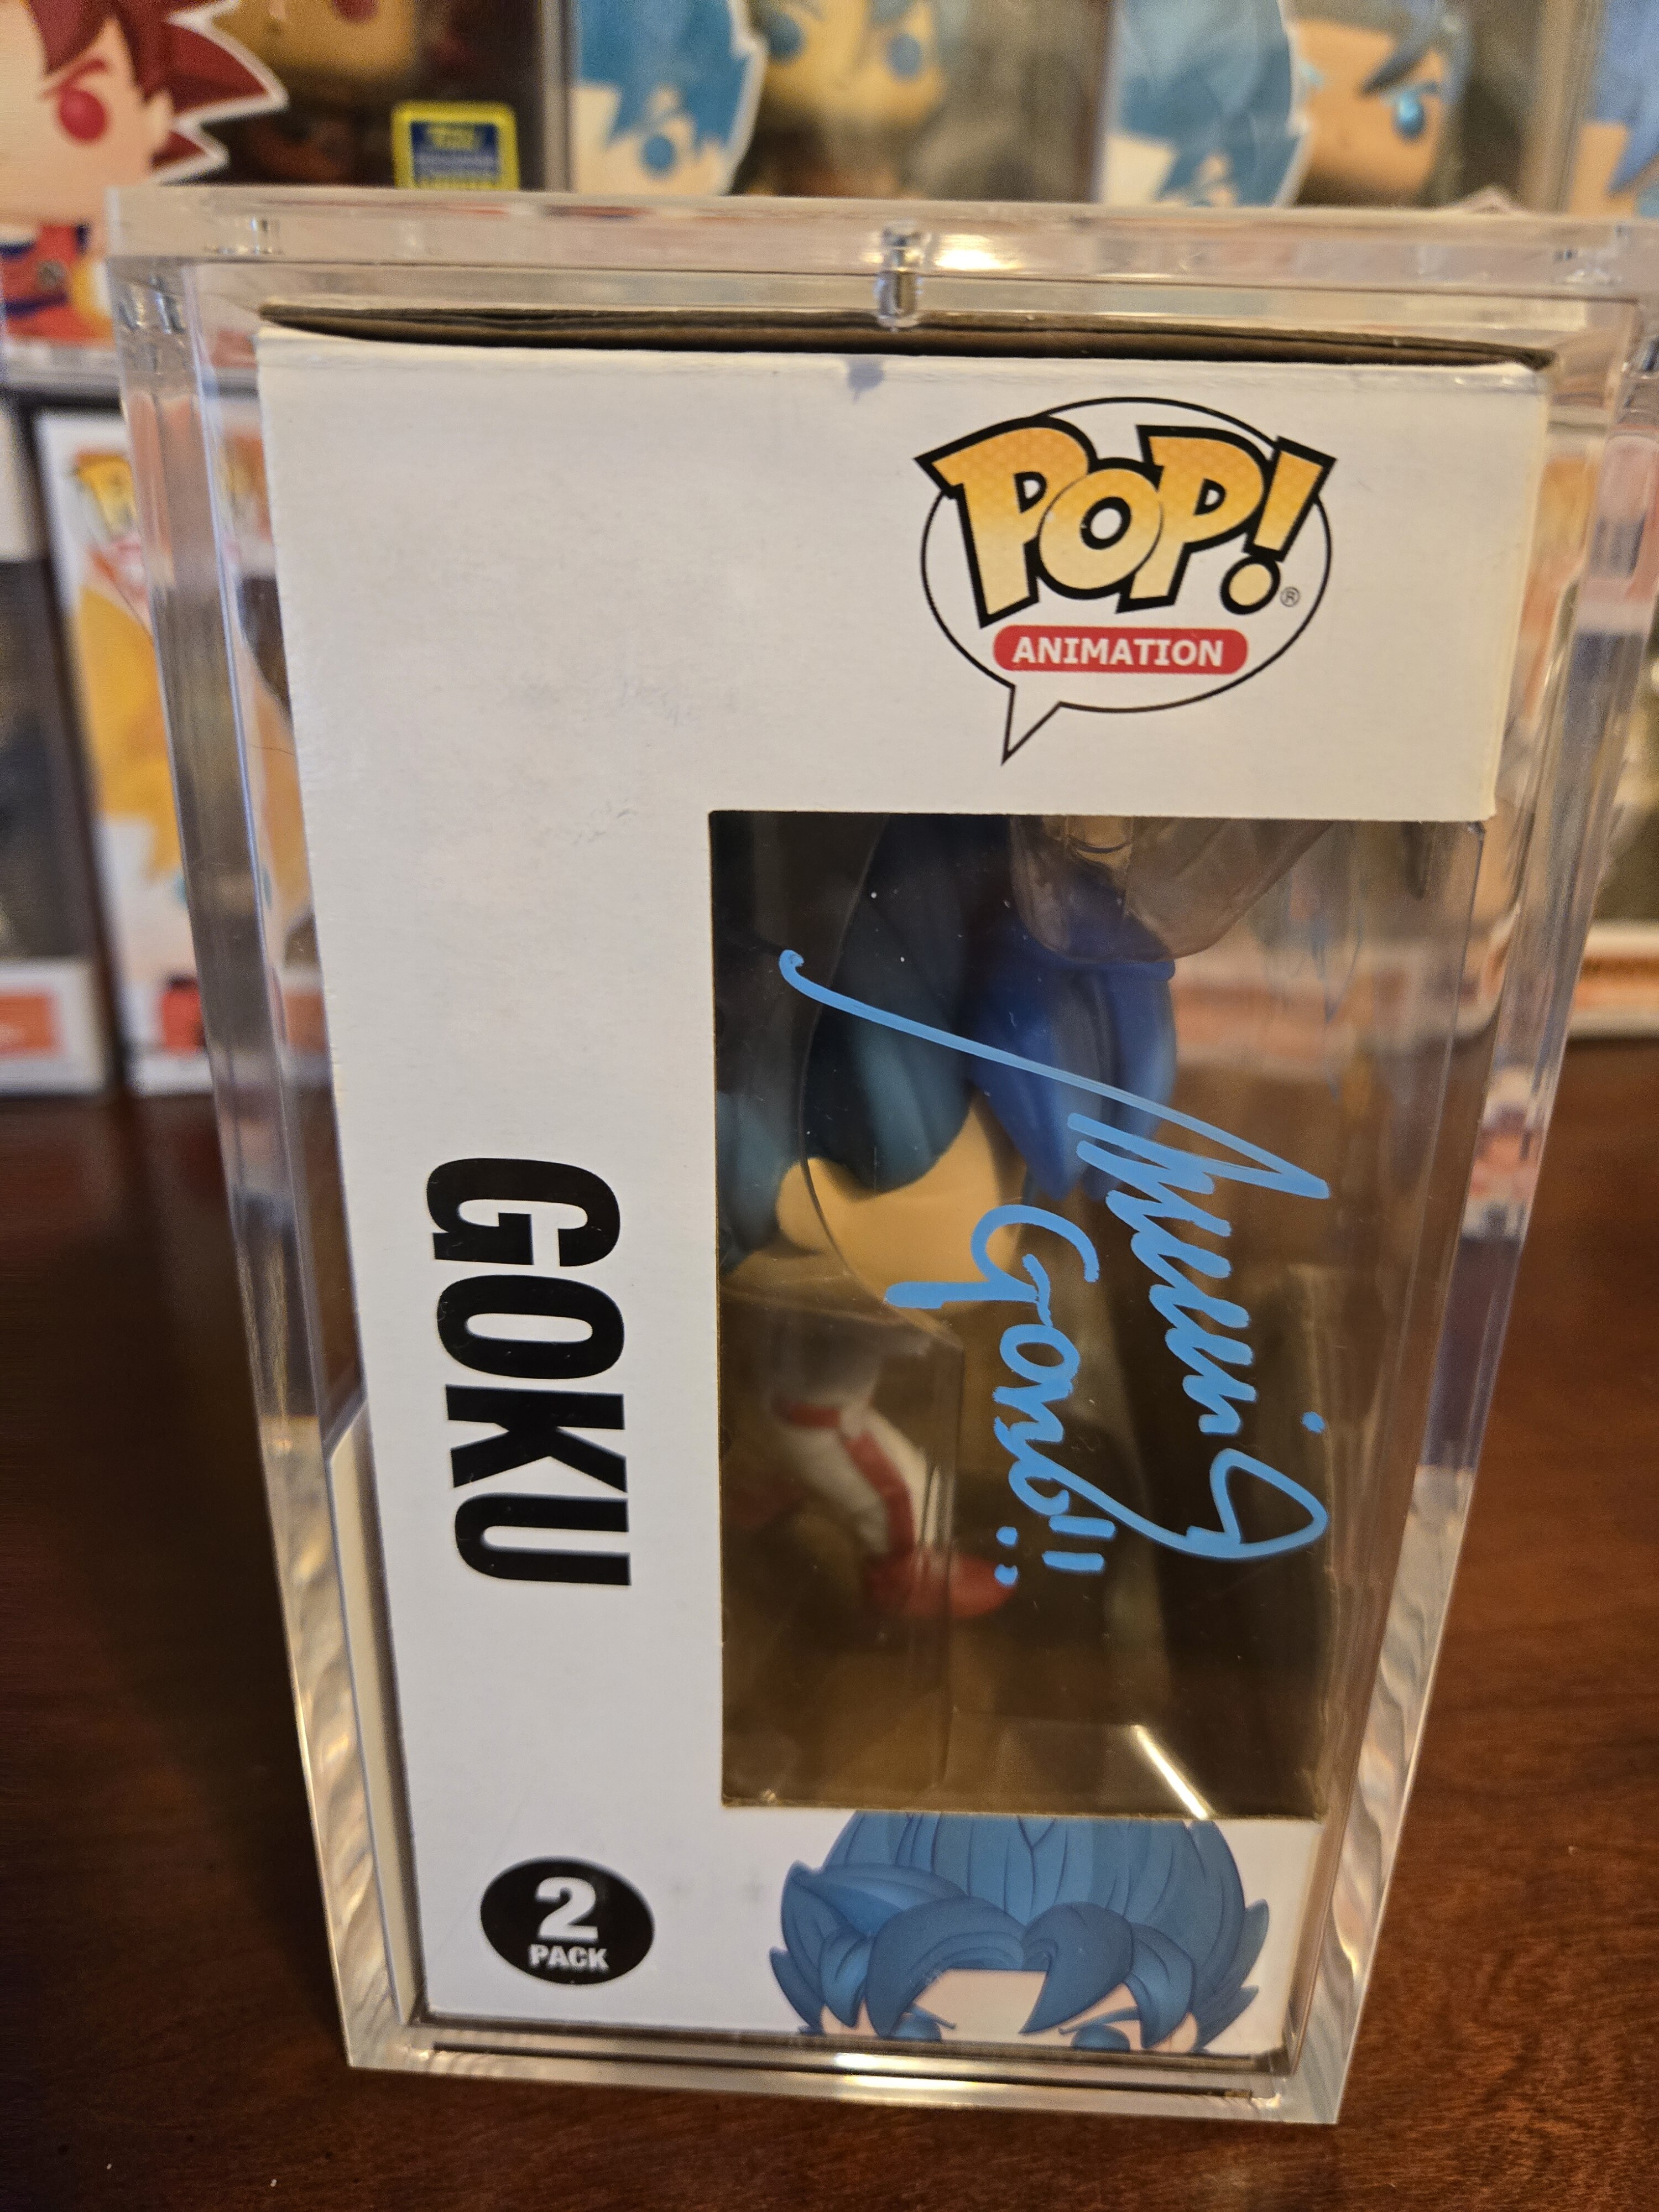 POP!
®
ANIMATION
GOKU
2
PACK